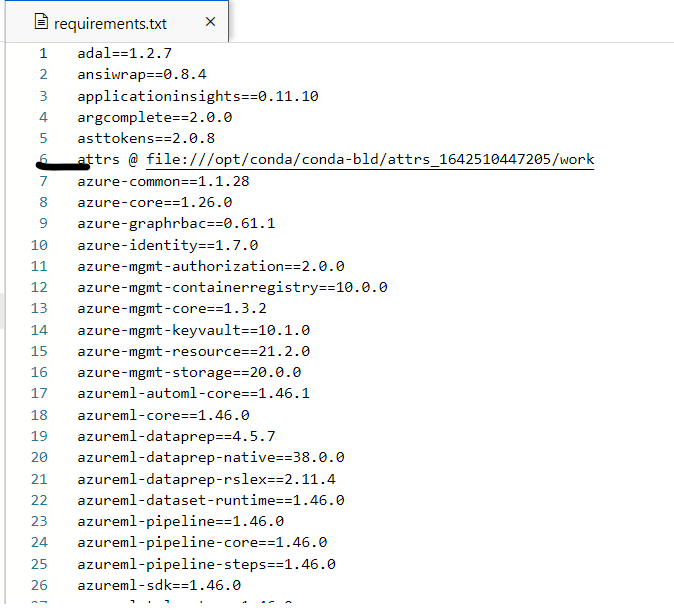 requirements.txt ×
1 adal==1.2.7
2 ansiwrap==0.8.4
3 applicationinsights==0.11.10
4 argcomplete==2.0.0
5 asttokens==2.0.8
6 attrs @ file:///opt/conda/conda-bld/attrs_1642510447205/work
7 azure-common==1.1.28
8 azure-core==1.26.0
9 azure-graphrbac==0.61.1
10 azure-identity==1.7.0
11 azure-mgmt-authorization==2.0.0
12 azure-mgmt-containerregistry==10.0.0
13 azure-mgmt-core==1.3.2
14 azure-mgmt-keyvault==10.1.0
15 azure-mgmt-resource==21.2.0
16 azure-mgmt-storage==20.0.0
17 azureml-automl-core==1.46.1
18 azureml-core==1.46.0
19 azureml-dataprep==4.5.7
20 azureml-dataprep-native==38.0.0
21 azureml-dataprep-rslex==2.11.4
22 azureml-dataset-runtime==1.46.0
23 azureml-pipeline==1.46.0
24 azureml-pipeline-core==1.46.0
25 azureml-pipeline-steps==1.46.0
26 azureml-sdk==1.46.0